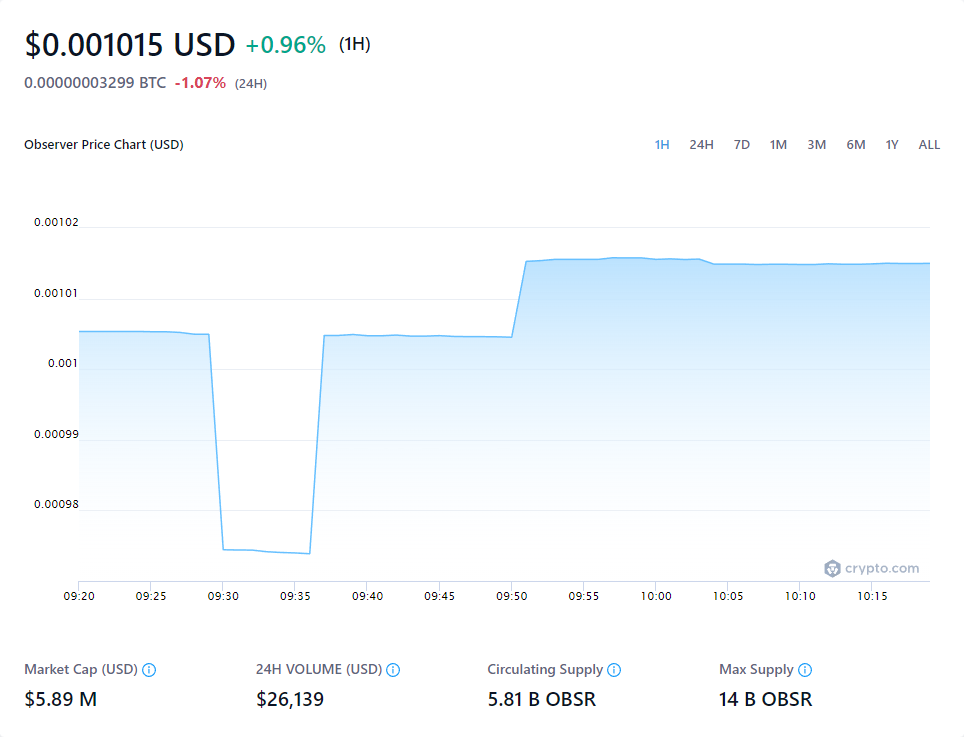 $0.001015 USD +0.96% (1H)
0.00000003299 BTC -1.07% (24H)
Observer Price Chart (USD) 1H 24H 7D 1M 3M 6M 1Y ALL
0.00102
0.00101
0.001
0.00099
0.00098
crypto.com
09:20 09:25 09:30 09:35 09:40 09:45 09:50 09:55 10:00 10:05 10:10 10:15
Market Cap (USD) 24H VOLUME (USD) Circulating Supply Max Supply
$5.89 M $26,139 5.81 B OBSR 14 B OBSR